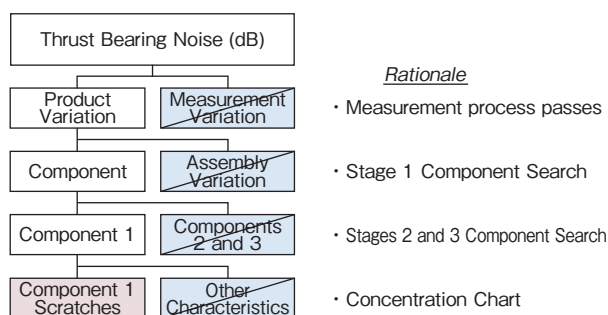 Thrust Bearing Noise (dB)
Rationale
Product
Variation
Measurement
Variation
・Measurement process passes
Component
Assembly
Variation
・Stage 1 Component Search
Component 1
Components
2 and 3
・Stages 2 and 3 Component Search
Component 1
Scratches
Other
Characteristics
・Concentration Chart